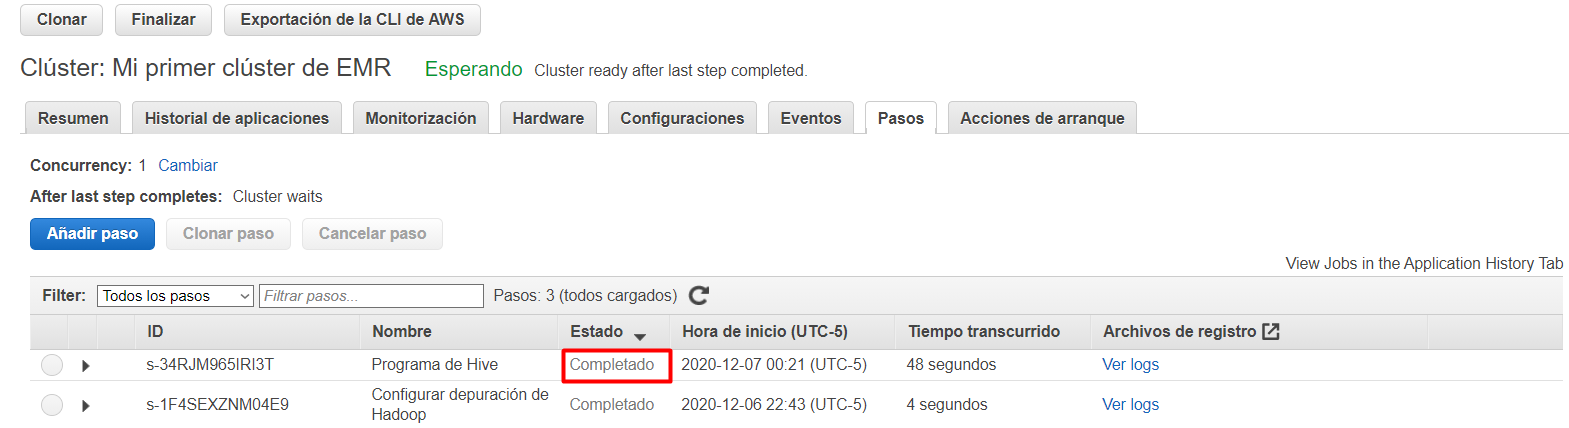 Clonar Finalizar Exportación de la CLI de AWS
Clúster: Mi primer clúster de EMR Esperando Cluster ready after last step completed.
Resumen Historial de aplicaciones Monitorización Hardware Configuraciones Eventos Pasos Acciones de arranque
Concurrency: 1 Cambiar
After last step completes: Cluster waits
Añadir paso Clonar paso Cancelar paso
View Jobs in the Application History Tab
Filter: Todos los pasos Filtrar pasos... Pasos: 3 (todos cargados)
ID Nombre Estado Hora de inicio (UTC-5) Tiempo transcurrido Archivos de registro
s-34RJM965IRI3T Programa de Hive Completado 2020-12-07 00:21 (UTC-5) 48 segundos Ver logs
s-1F4SEXZNM04E9 Configurar depuración de Hadoop Completado 2020-12-06 22:43 (UTC-5) 4 segundos Ver logs